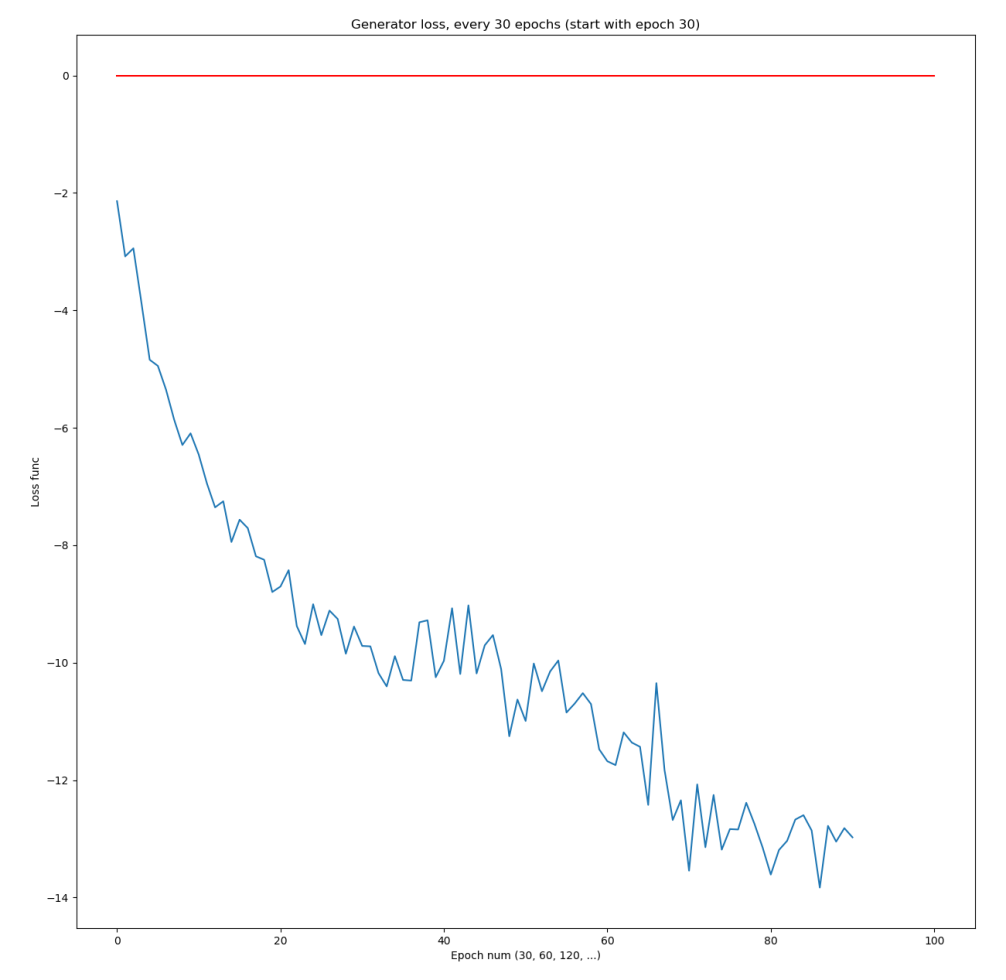 Generator loss, every 30 epochs (start with epoch 30)
0
−2
−4
−6
−8
−10
−12
−14
Loss func
0 20 40 60 80 100
Epoch num (30, 60, 120, ...)